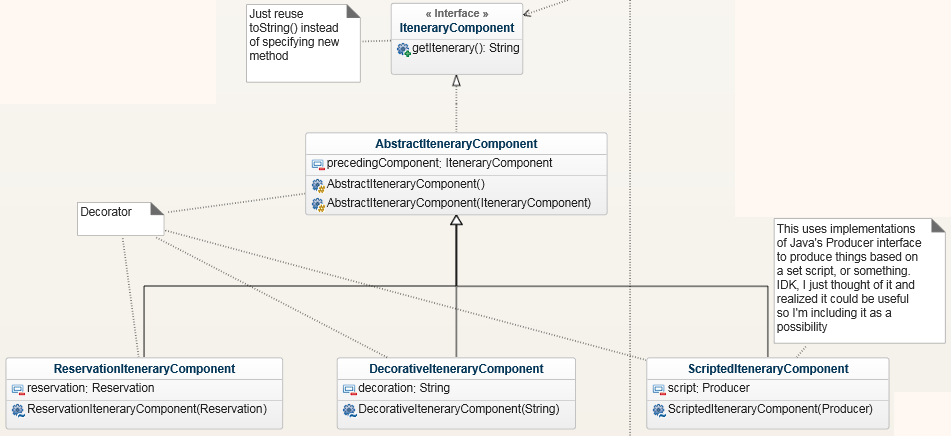 Just reuse
toString() instead
of specifying new
method
« Interface »
IteneraryComponent
getItenerary(): String
AbstractIteneraryComponent
precedingComponent: IteneraryComponent
AbstractIteneraryComponent()
AbstractIteneraryComponent(IteneraryComponent)
Decorator
This uses implementations
of Java's Producer interface
to produce things based on
a set script, or something.
IDK, I just thought of it and
realized it could be useful
so I'm including it as a
possibility
ReservationIteneraryComponent
reservation: Reservation
ReservationIteneraryComponent(Reservation)
DecorativeIteneraryComponent
decoration: String
DecorativeIteneraryComponent(String)
ScriptedIteneraryComponent
script: Producer
ScriptedIteneraryComponent(Producer)